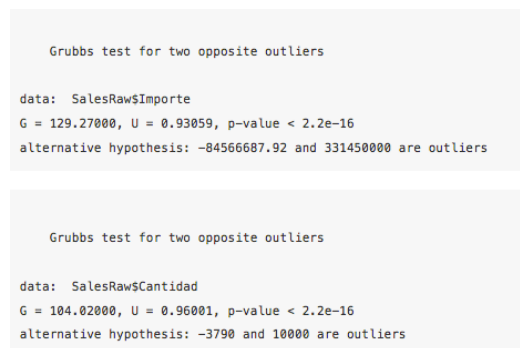 Grubbs test for two opposite outliers
data:  SalesRaw$Importe
G = 129.27000, U = 0.93059, p-value < 2.2e-16
alternative hypothesis: -84566687.92 and 331450000 are outliers
Grubbs test for two opposite outliers
data:  SalesRaw$Cantidad
G = 104.02000, U = 0.96001, p-value < 2.2e-16
alternative hypothesis: -3790 and 10000 are outliers